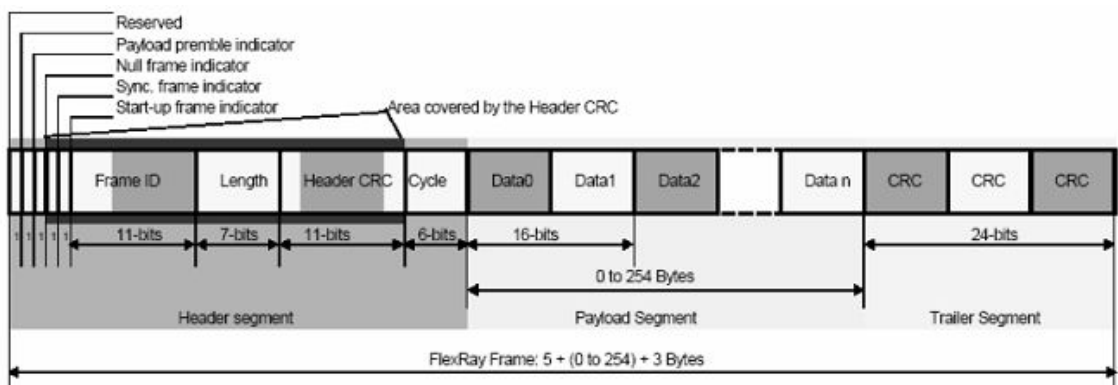 Reserved
Payload premble indicator
Null frame indicator
Sync. frame indicator
Start-up frame indicator
Area covered by the Header CRC
Frame ID Length Header CRC Cycle Data0 Data1 Data2 Data n CRC CRC CRC
1 1 1 1 1 11-bits 7-bits 11-bits 6-bits 16-bits 24-bits
0 to 254 Bytes
Header segment Payload Segment Trailer Segment
FlexRay Frame: 5 + (0 to 254) + 3 Bytes